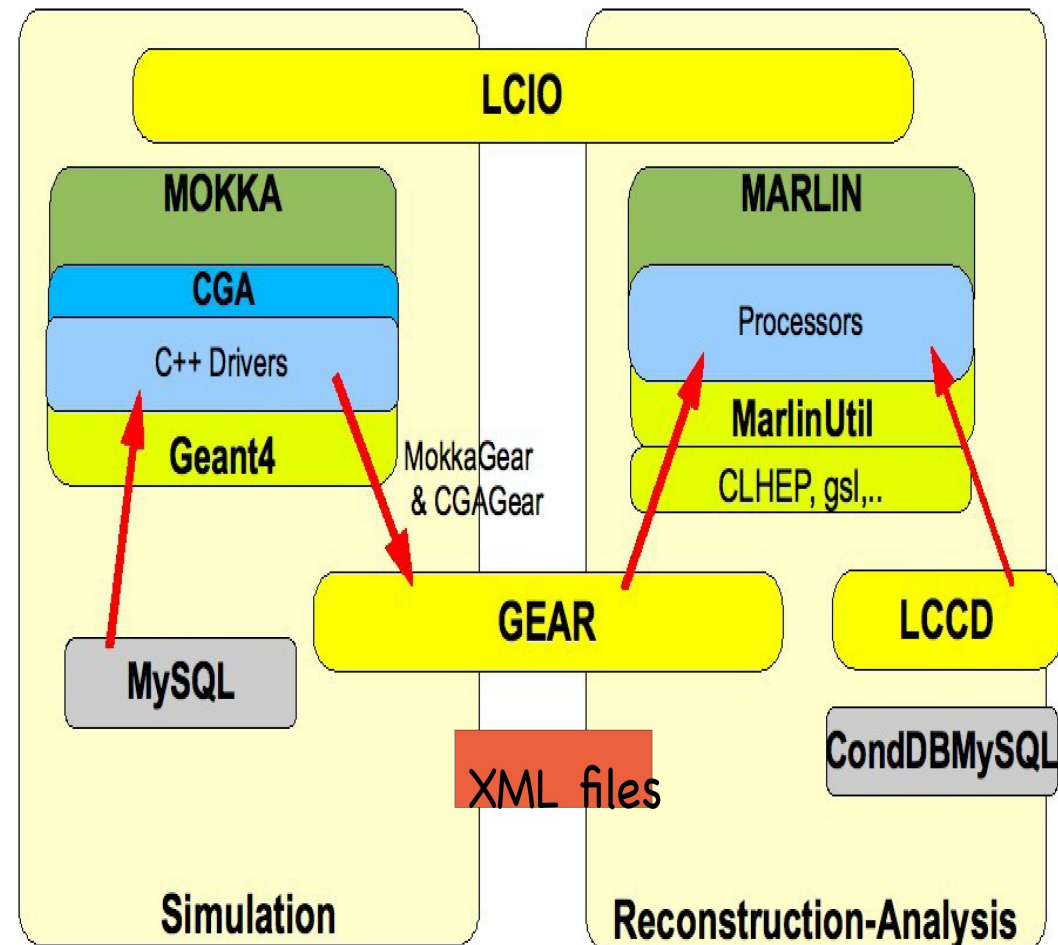 LCIO
MOKKA
CGA
C++ Drivers
Geant4
MokkaGear
& CGAGear
MARLIN
Processors
MarlinUtil
CLHEP, gsl,..
GEAR
LCCD
MySQL
CondDBMySQL
XML files
Simulation
Reconstruction-Analysis